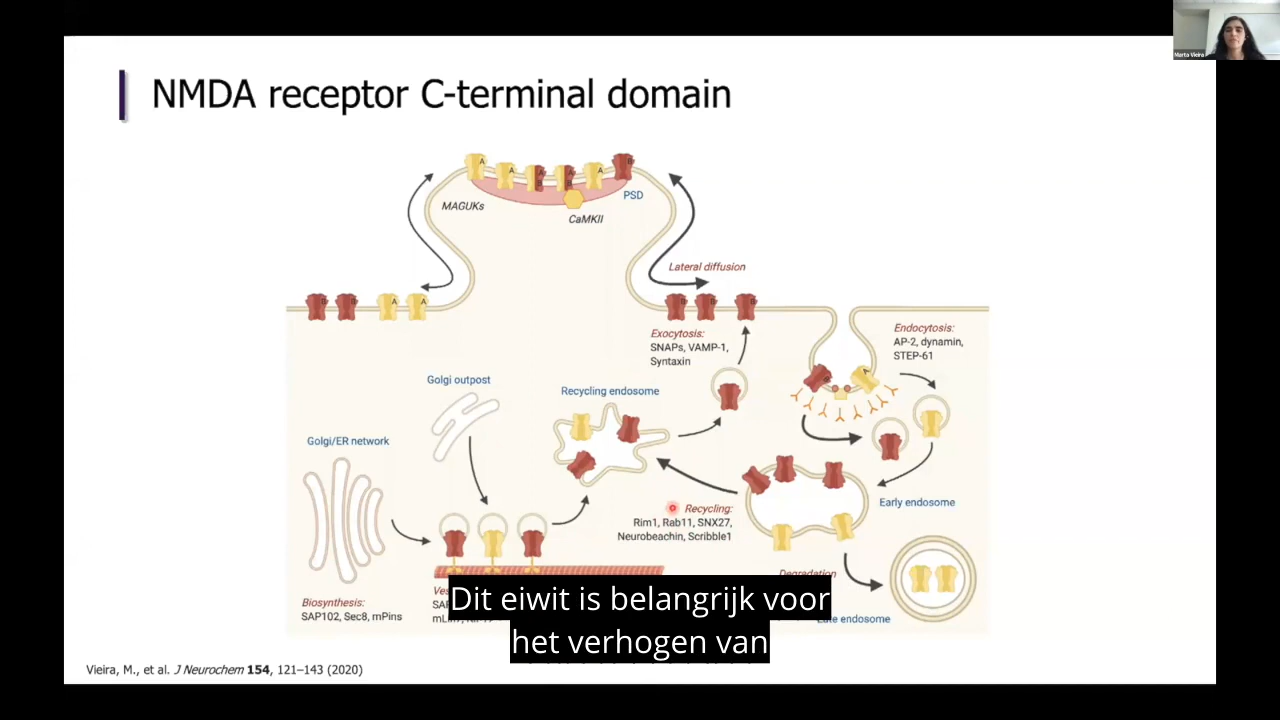 Marta Vieira
NMDA receptor C-terminal domain
MAGUKs
CaMKII
PSD
Lateral diffusion
Exocytosis:
SNAPs, VAMP-1,
Syntaxin
Endocytosis:
AP-2, dynamin,
STEP-61
Golgi outpost
Recycling endosome
Golgi/ER network
Early endosome
Recycling:
Rim1, Rab11, SNX27,
Neurobeachin, Scribble1
Degradation
Late endosome
Biosynthesis:
SAP102, Sec8, mPins
Dit eiwit is belangrijk voor
het verhogen van
Vieira, M., et al. J Neurochem 154, 121–143 (2020)